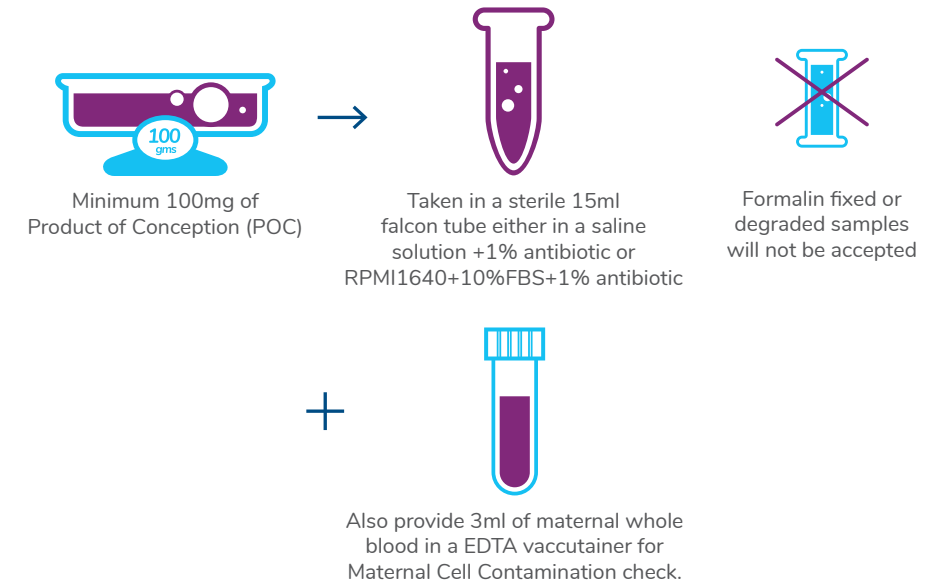 100
gms
Minimum 100mg of
Product of Conception (POC)
Taken in a sterile 15ml
falcon tube either in a saline
solution +1% antibiotic or
RPMI1640+10%FBS+1% antibiotic
Formalin fixed or
degraded samples
will not be accepted
Also provide 3ml of maternal whole
blood in a EDTA vaccutainer for
Maternal Cell Contamination check.